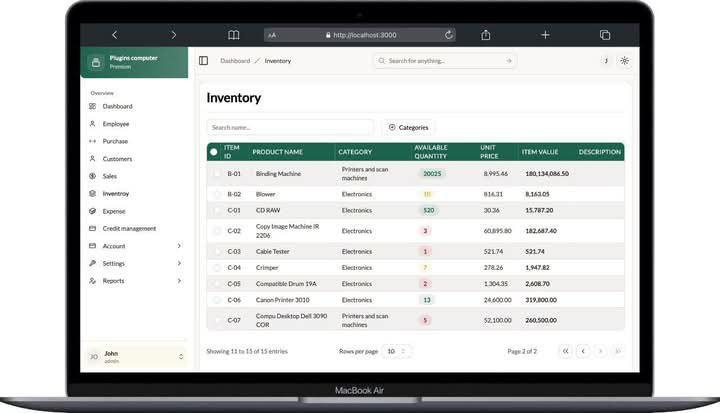 AA http://localhost:3000
Plugins computer
Premium
Dashboard / Inventory
Search for anything...
J
Overview
Dashboard
Employee
Purchase
Customers
Sales
Inventroy
Expense
Credit management
Account
Settings
Reports
JO John
admin
Inventory
Search name...
Categories
ITEM ID PRODUCT NAME CATEGORY AVAILABLE QUANTITY UNIT PRICE ITEM VALUE DESCRIPTION
B-01 Binding Machine Printers and scan machines 20025 8,995.46 180,134,086.50
B-02 Blower Electronics 10 816.31 8,163.05
C-01 CD RAW Electronics 520 30.36 15,787.20
C-02 Copy Image Machine IR 2206 Electronics 3 60,895.80 182,687.40
C-03 Cable Tester Electronics 1 521.74 521.74
C-04 Crimper Electronics 7 278.26 1,947.82
C-05 Compatible Drum 19A Electronics 2 1,304.35 2,608.70
C-06 Canon Printer 3010 Electronics 13 24,600.00 319,800.00
C-07 Compu Desktop Dell 3090 COR Printers and scan machines 5 52,100.00 260,500.00
Showing 11 to 15 of 15 entries
Rows per page 10
Page 2 of 2
MacBook Air